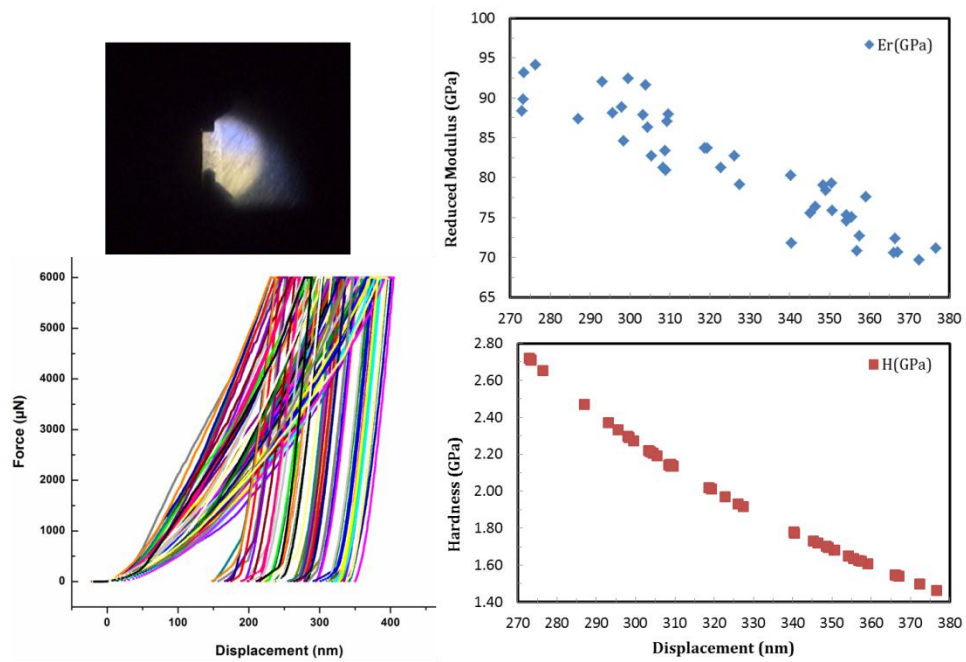 6000
5000
4000
3000
2000
1000
0
Force (μN)
0 100 200 300 400
Displacement (nm)
100
95
90
85
80
75
70
65
Reduced Modulus (GPa)
Er(GPa)
270 280 290 300 310 320 330 340 350 360 370 380
2.80
2.60
2.40
2.20
2.00
1.80
1.60
1.40
Hardness (GPa)
H(GPa)
270 280 290 300 310 320 330 340 350 360 370 380
Displacement (nm)